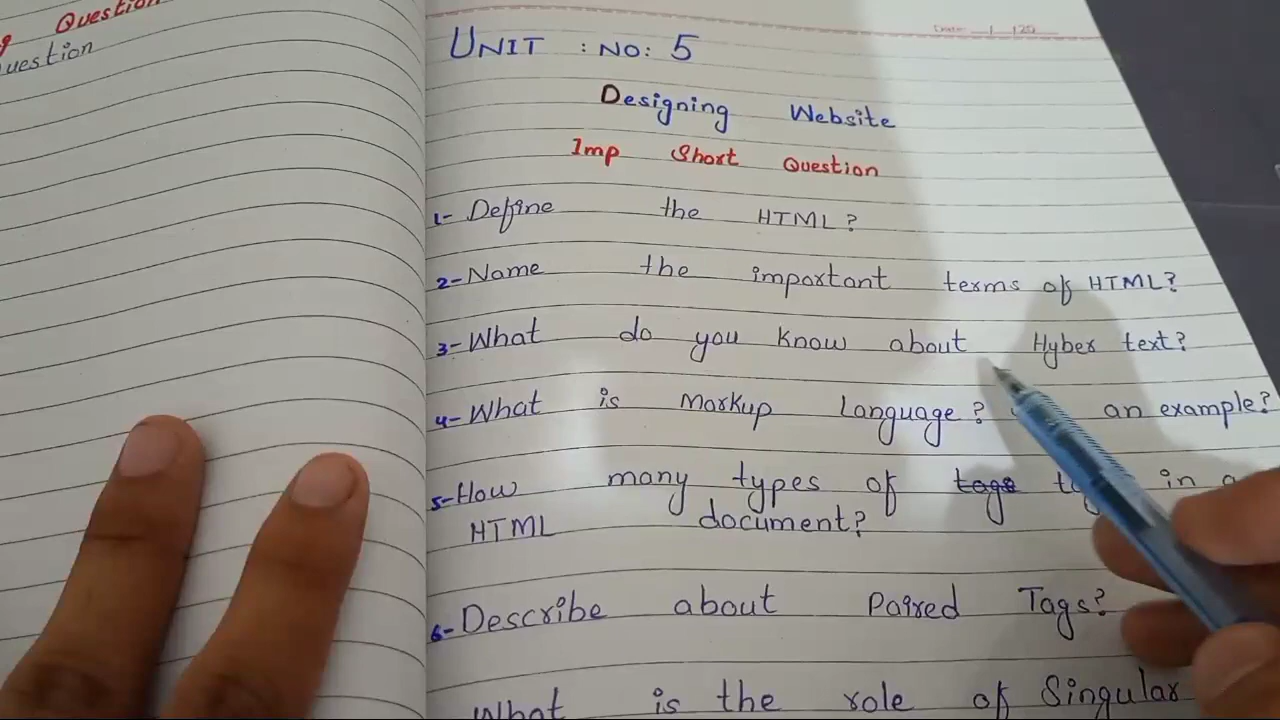 Question
uestion
UNIT : NO: 5
Designing Website
Imp Short Question
1- Define the HTML?
2- Name the important terms of HTML?
3- What do you know about Hyber text?
4- What is Markup Language? an example?
5- How many types of in a
HTML document?
6- Describe about Paired Tags?
What is the role of Singular